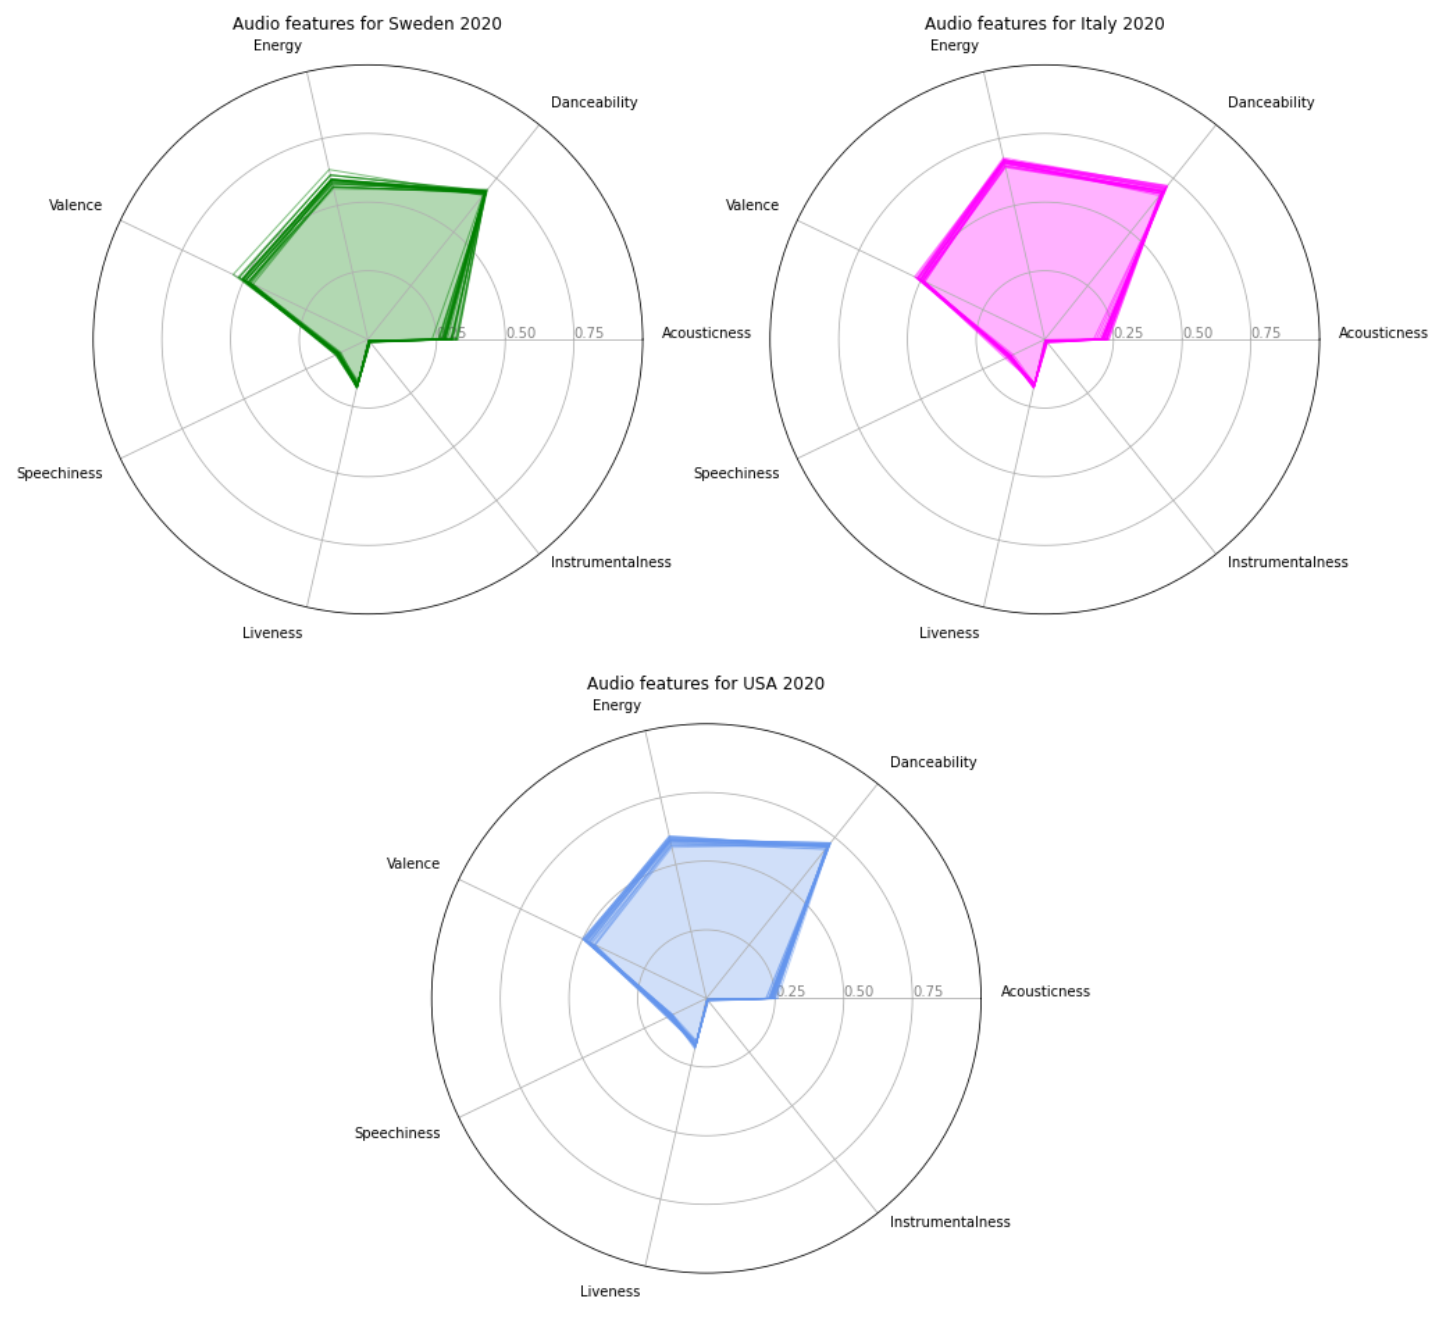 Audio features for Sweden 2020
Energy
Danceability
Valence
0.25
0.50
0.75
Acousticness
Speechiness
Instrumentalness
Liveness
Audio features for Italy 2020
Energy
Danceability
Valence
0.25
0.50
0.75
Acousticness
Speechiness
Instrumentalness
Liveness
Audio features for USA 2020
Energy
Danceability
Valence
0.25
0.50
0.75
Acousticness
Speechiness
Instrumentalness
Liveness